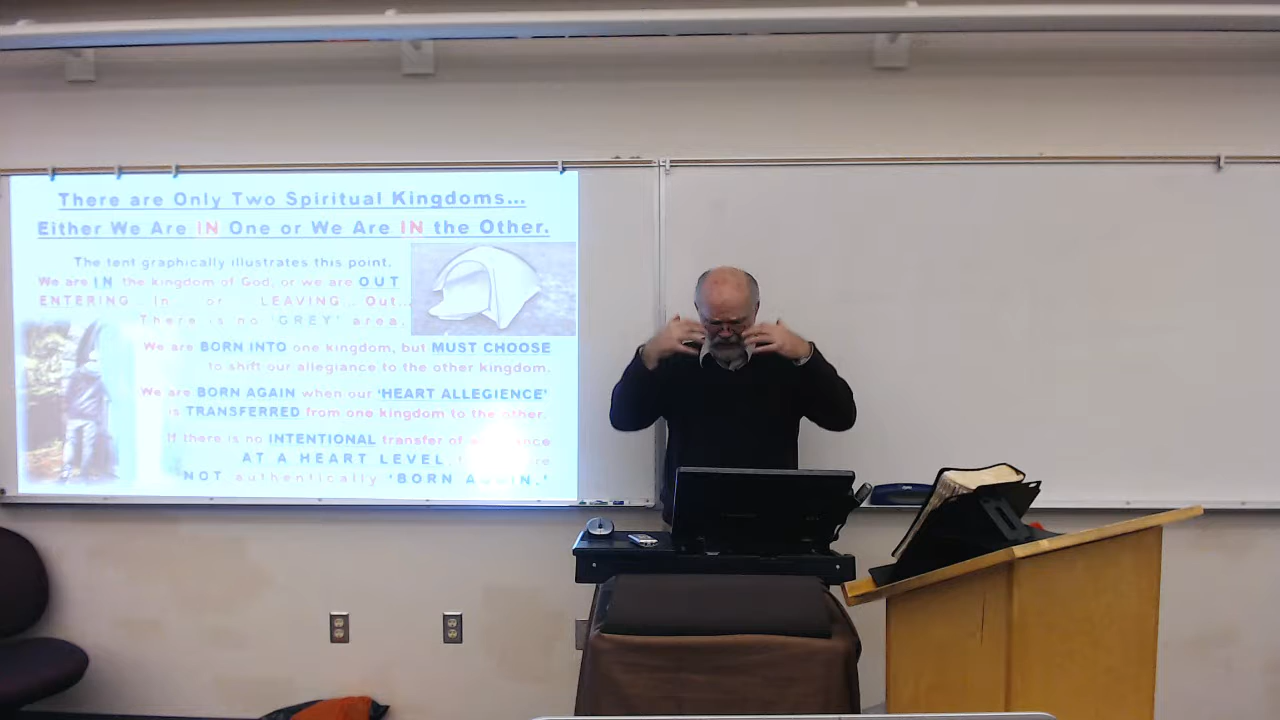 There are Only Two Spiritual Kingdoms...
Either We Are IN One or We Are IN the Other.
The tent graphically illustrates this point.
We are IN the kingdom of God, or we are OUT
ENTERING... In... or LEAVING... Out...
There is no 'GREY' area.
We are BORN INTO one kingdom, but MUST CHOOSE
to shift our allegiance to the other kingdom.
We are BORN AGAIN when our 'HEART ALLEGIENCE'
is TRANSFERRED from one kingdom to the other.
If there is no INTENTIONAL transfer of
AT A HEART LEVEL,
NOT authentically 'BORN AGAIN.'